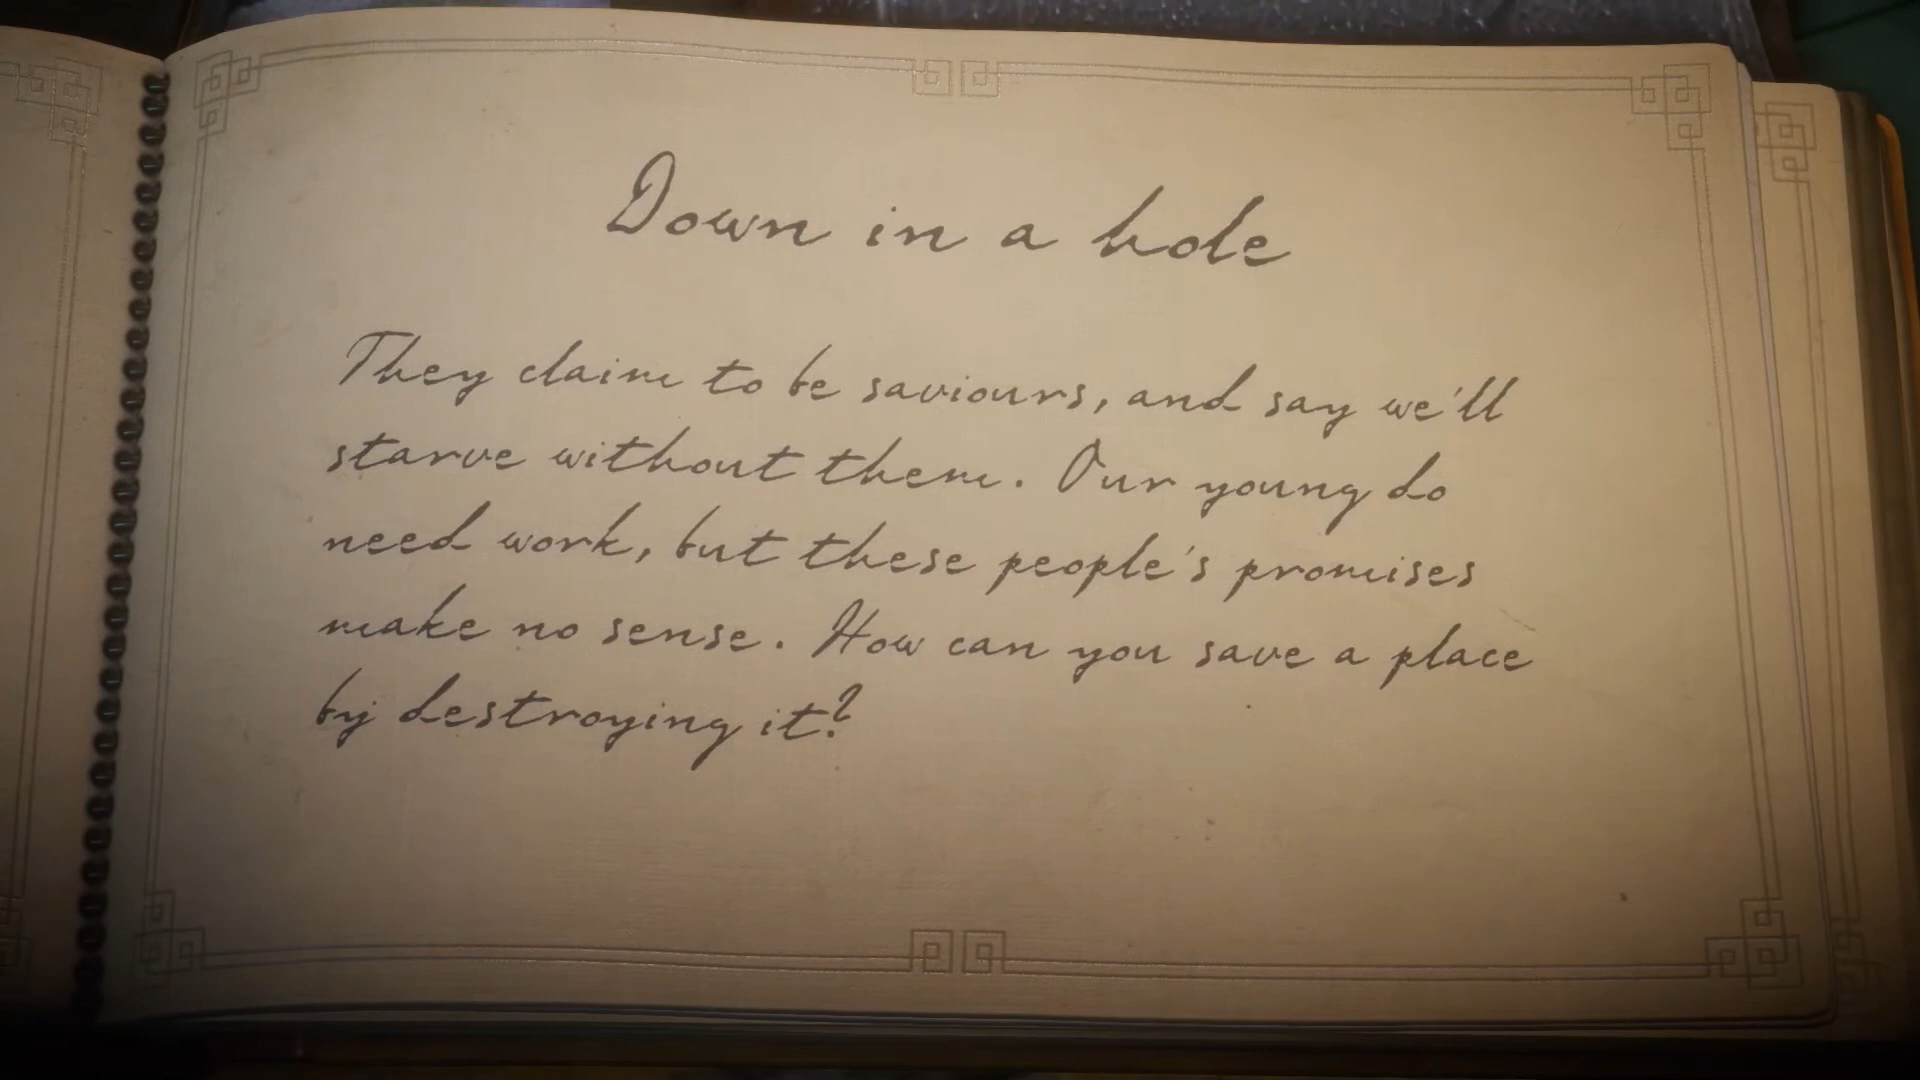 Down in a hole
They claim to be saviours, and say we'll
starve without them. Our young do
need work, but these people's promises
make no sense. How can you save a place
by destroying it?